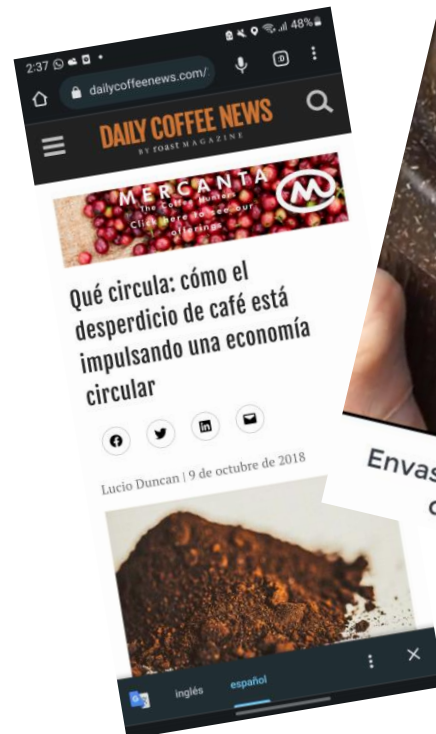 2:37
48%
dailycoffeenews.com/
:D
DAILY COFFEE NEWS
BY roast MAGAZINE
MERCANTA
The Coffee Hunters
Click here to see our
offerings
M
Qué circula: cómo el
desperdicio de café está
impulsando una economía
circular
Lucio Duncan | 9 de octubre de 2018
Envas
inglés español